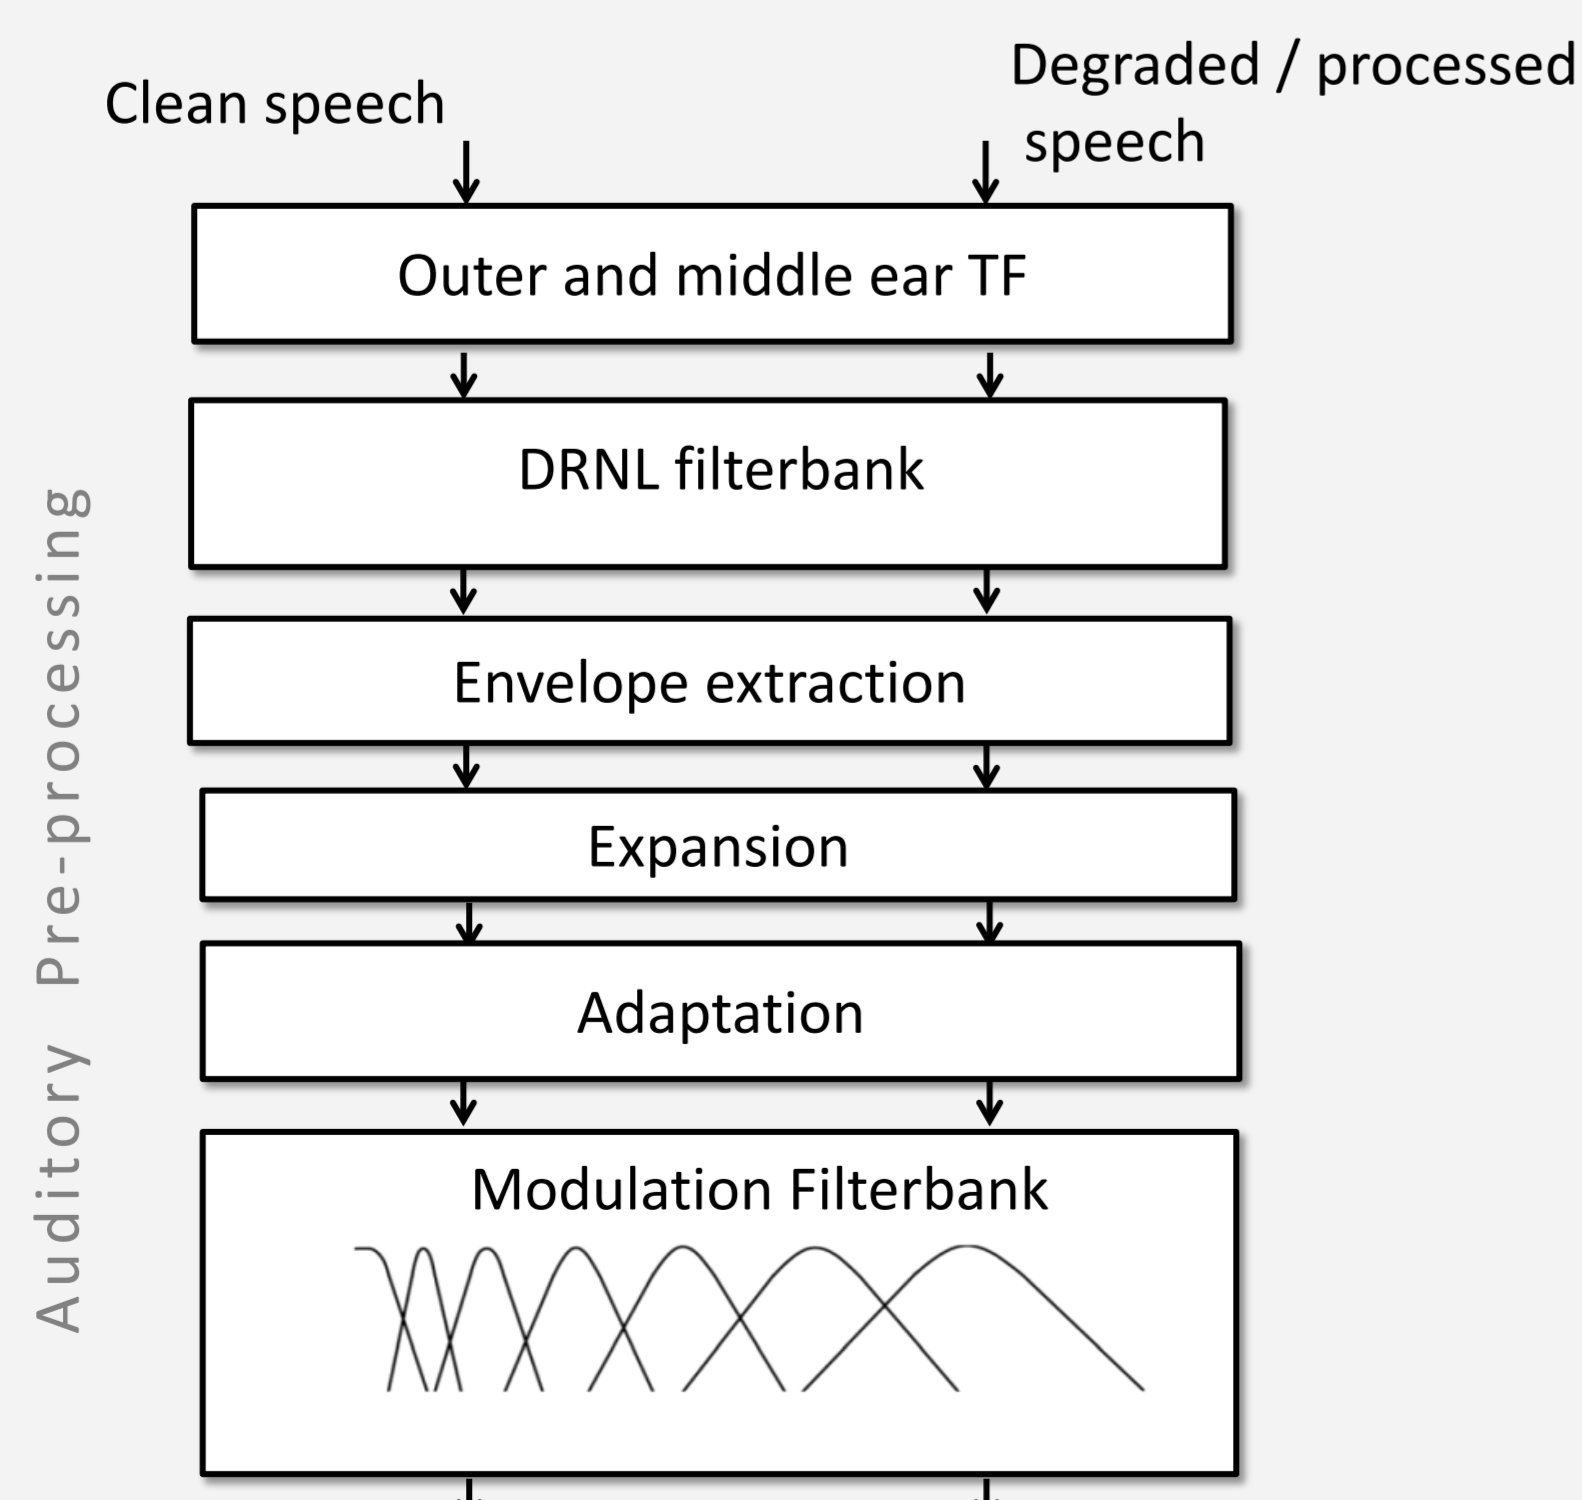 Clean speech
Degraded / processed
speech
Outer and middle ear TF
DRNL filterbank
Envelope extraction
Expansion
Adaptation
Modulation Filterbank
Auditory Pre-processing